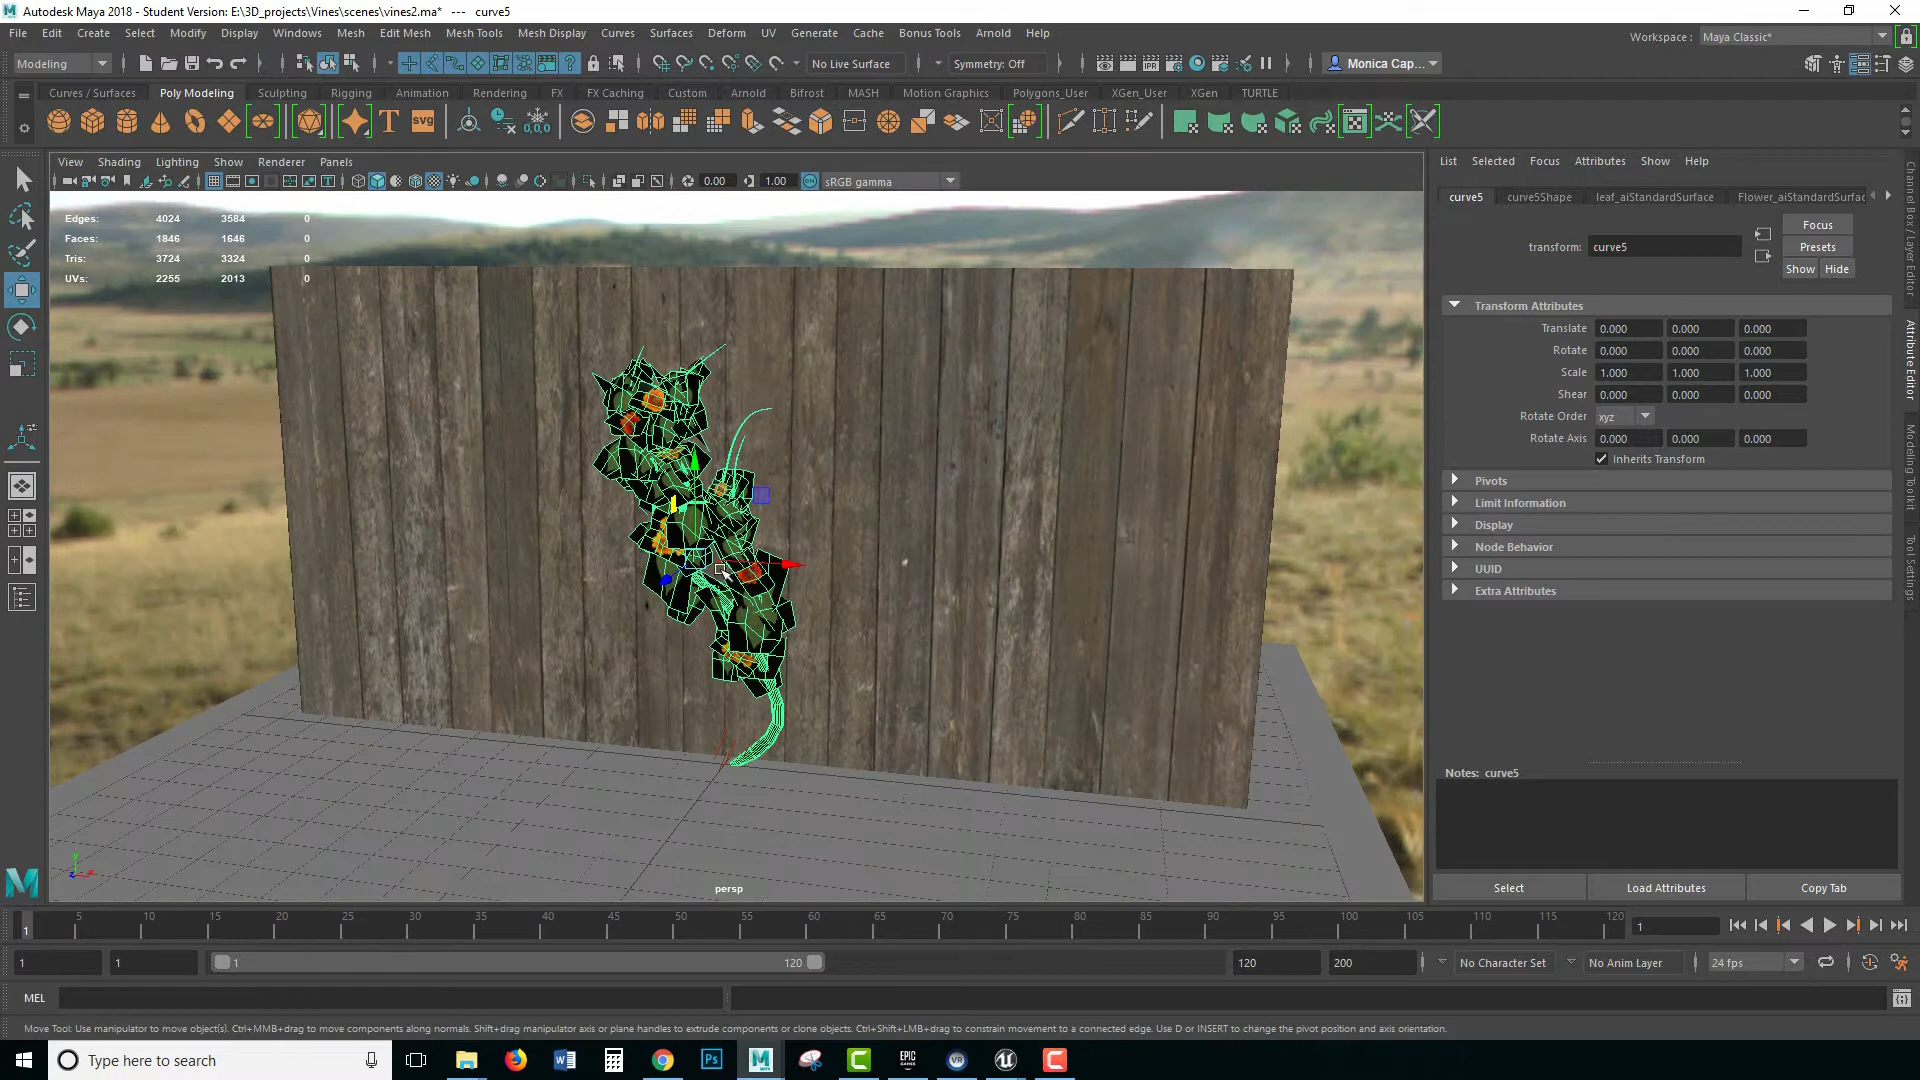 Autodesk Maya 2018 - Student Version: E:\3D_projects\Vines\scenes\vines2.ma* --- curve5
File Edit Create Select Modify Display Windows Mesh Edit Mesh Mesh Tools Mesh Display Curves Surfaces Deform UV Generate Cache Bonus Tools Arnold Help
Workspace : Maya Classic*
Modeling No Live Surface Symmetry: Off Monica Cap...
Curves / Surfaces Poly Modeling Sculpting Rigging Animation Rendering FX FX Caching Custom Arnold Bifrost MASH Motion Graphics Polygons_User XGen_User XGen TURTLE
T svg 0,0,0
View Shading Lighting Show Renderer Panels
0.00 1.00 ON sRGB gamma
Edges: 4024 3584 0
Faces: 1846 1646 0
Tris: 3724 3324 0
UVs: 2255 2013 0
persp
List Selected Focus Attributes Show Help
curve5 curve5Shape leaf_aiStandardSurface Flower_aiStandardSurfac
transform: curve5
Focus
Presets
Show Hide
Transform Attributes
Translate 0.000 0.000 0.000
Rotate 0.000 0.000 0.000
Scale 1.000 1.000 1.000
Shear 0.000 0.000 0.000
Rotate Order xyz
Rotate Axis 0.000 0.000 0.000
Inherits Transform
Pivots
Limit Information
Display
Node Behavior
UUID
Extra Attributes
Notes: curve5
Select Load Attributes Copy Tab
Channel Box / Layer Editor
Attribute Editor
Modeling Toolkit
Tool Settings
1 5 10 15 20 25 30 35 40 45 50 55 60 65 70 75 80 85 90 95 100 105 110 115 120 1
1 1 1 120 120 200 No Character Set No Anim Layer 24 fps
MEL
Move Tool: Use manipulator to move object(s). Ctrl+MMB+drag to move components along normals. Shift+drag manipulator axis or plane handles to extrude components or clone objects. Ctrl+Shift+LMB+drag to constrain movement to a connected edge. Use D or INSERT to change the pivot position and axis orientation.
Type here to search